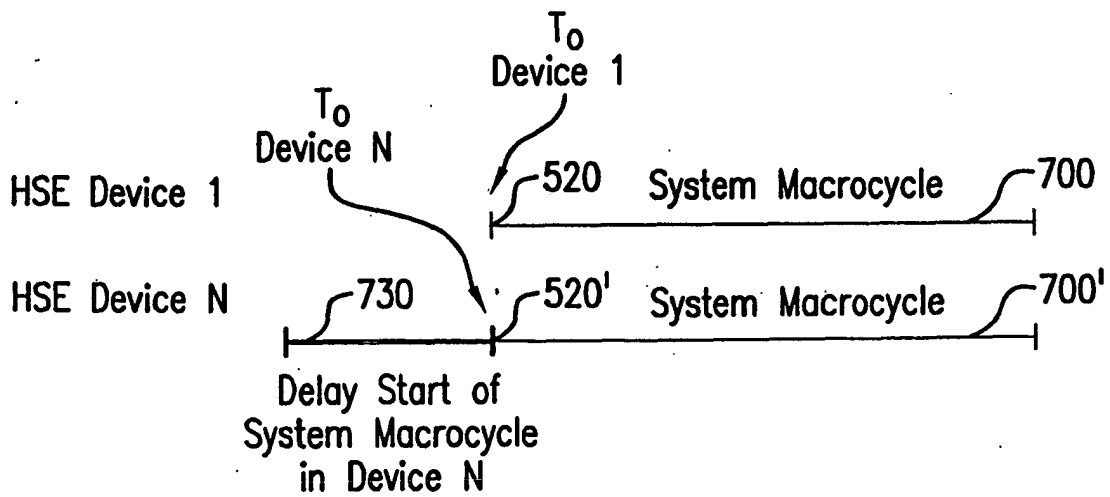 T0
Device 1
T0
Device N
HSE Device 1
520
System Macrocycle
700
HSE Device N
730
520'
System Macrocycle
700'
Delay Start of
System Macrocycle
in Device N